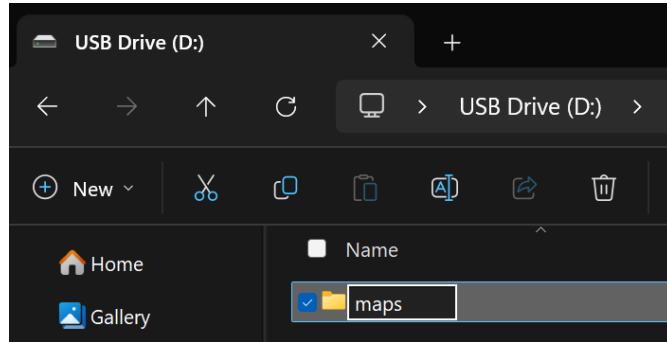 USB Drive (D:)
USB Drive (D:)
New
Name
Home
maps
Gallery